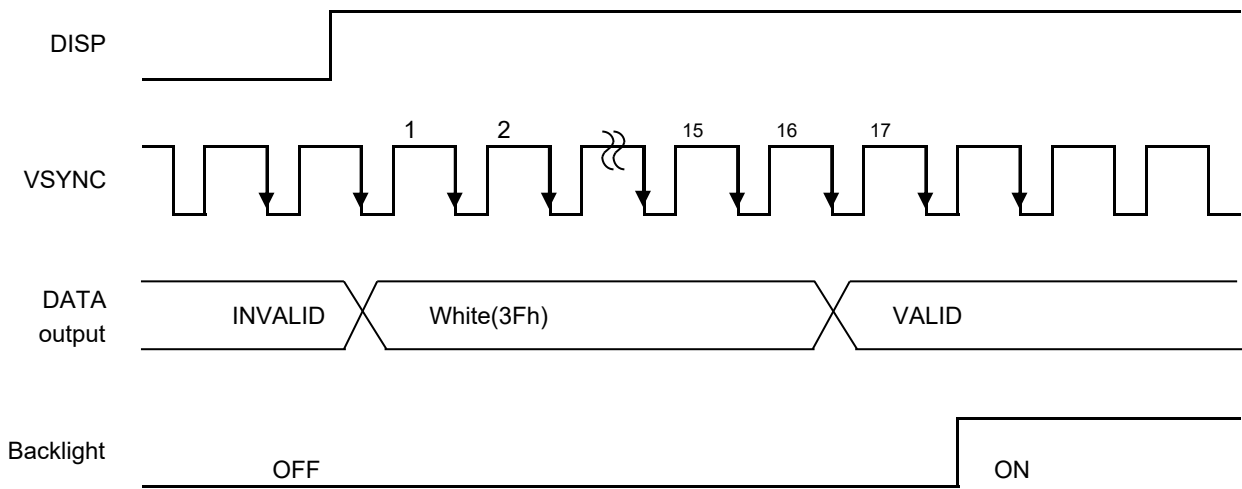 DISP
1 2 15 16 17
VSYNC
DATA
output
INVALID White(3Fh) VALID
Backlight
OFF ON